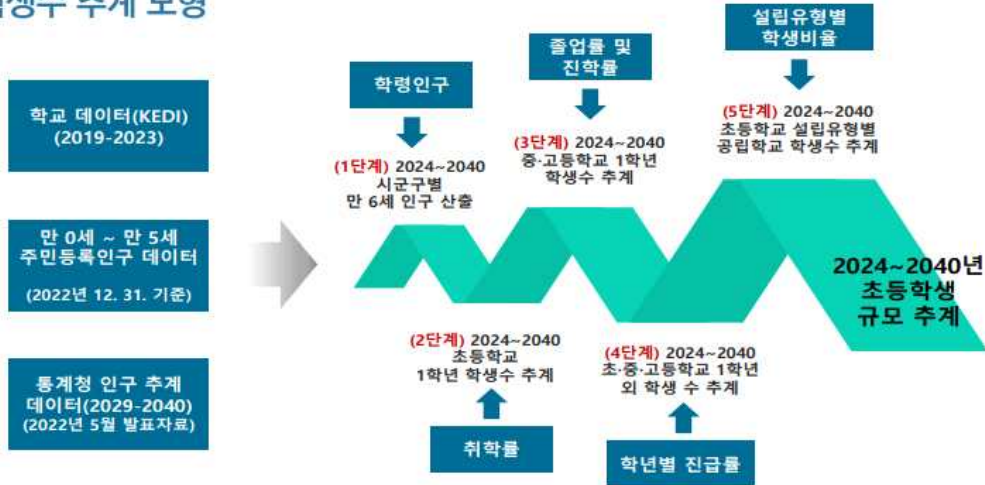 학생수 추계 모형
학교 데이터(KEDI)
(2019-2023)
만 0세 ~ 만 5세
주민등록인구 데이터
(2022년 12. 31. 기준)
통계청 인구 추계
데이터(2029-2040)
(2022년 5월 발표자료)
학령인구
(1단계) 2024~2040
시군구별
만 6세 인구 산출
(2단계) 2024~2040
초등학교
1학년 학생수 추계
취학률
졸업률 및
진학률
(3단계) 2024~2040
중·고등학교 1학년
학생수 추계
(4단계) 2024~2040
초·중·고등학교 1학년
외 학생 수 추계
학년별 진급률
설립유형별
학생비율
(5단계) 2024~2040
초등학교 설립유형별
공립학교 학생수 추계
2024~2040년
초등학생
규모 추계